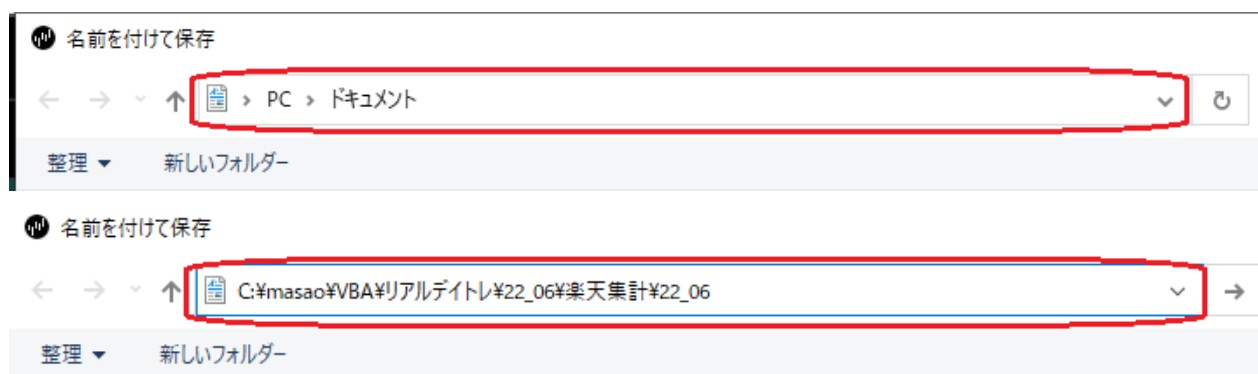 名前を付けて保存
PC › ドキュメント
整理 新しいフォルダー
名前を付けて保存
C:¥masao¥VBA¥リアルデイトレ¥22_06¥楽天集計¥22_06
整理 新しいフォルダー